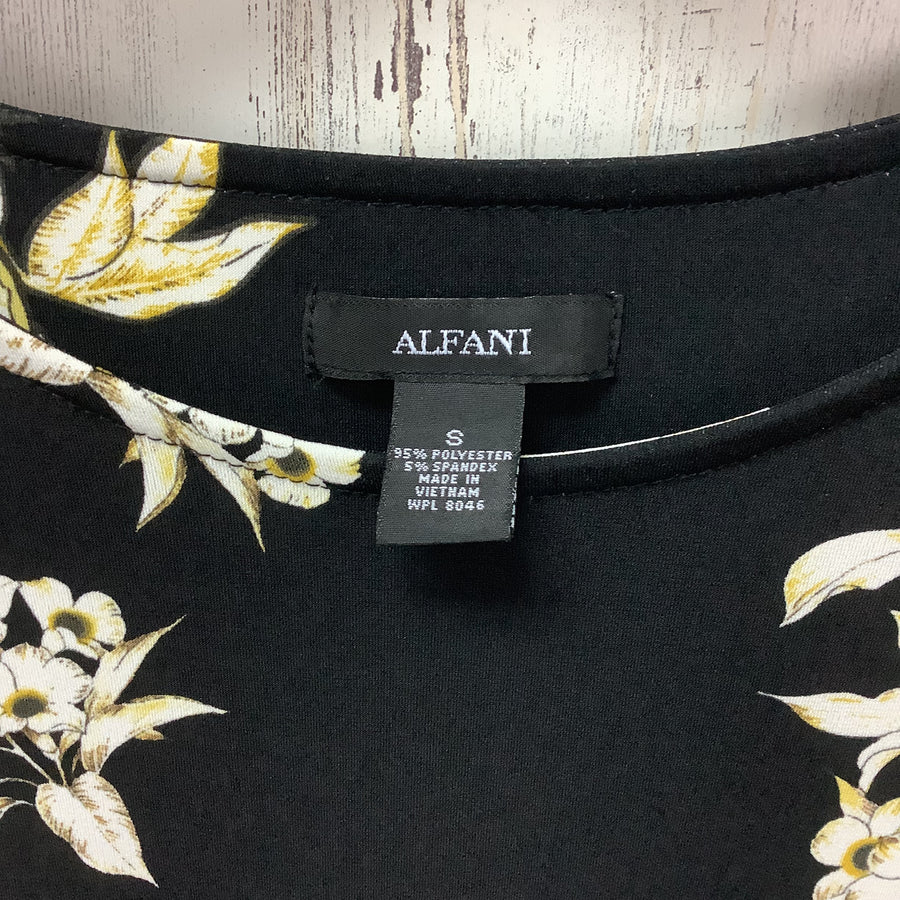 ALFANI
S
95% POLYESTER
5% SPANDEX
MADE IN
VIETNAM
WPL 8046